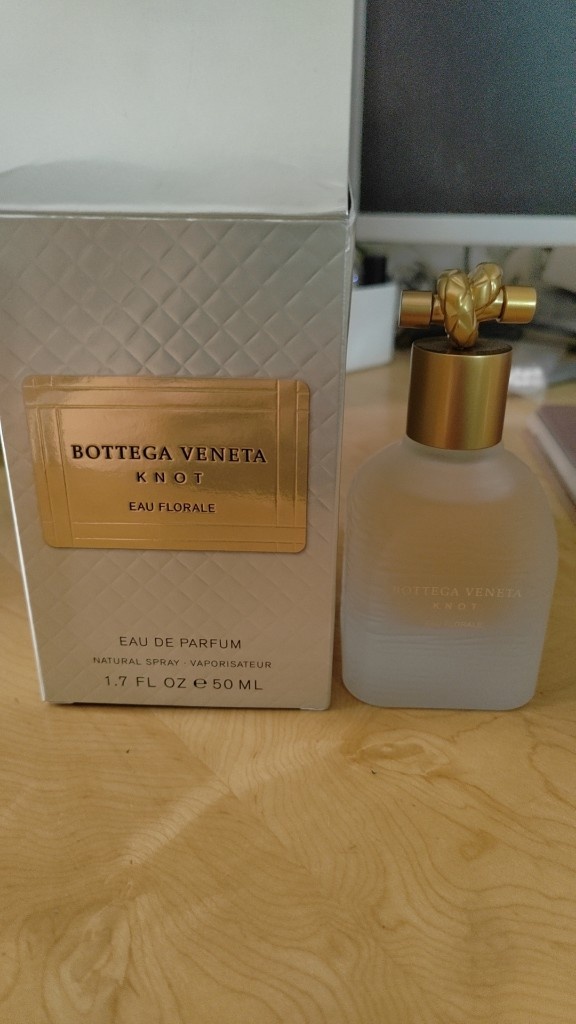 BOTTEGA VENETA
KNOT
EAU FLORALE
EAU DE PARFUM
NATURAL SPRAY · VAPORISATEUR
1.7 FL OZ ℮ 50 ML
BOTTEGA VENETA
KNOT